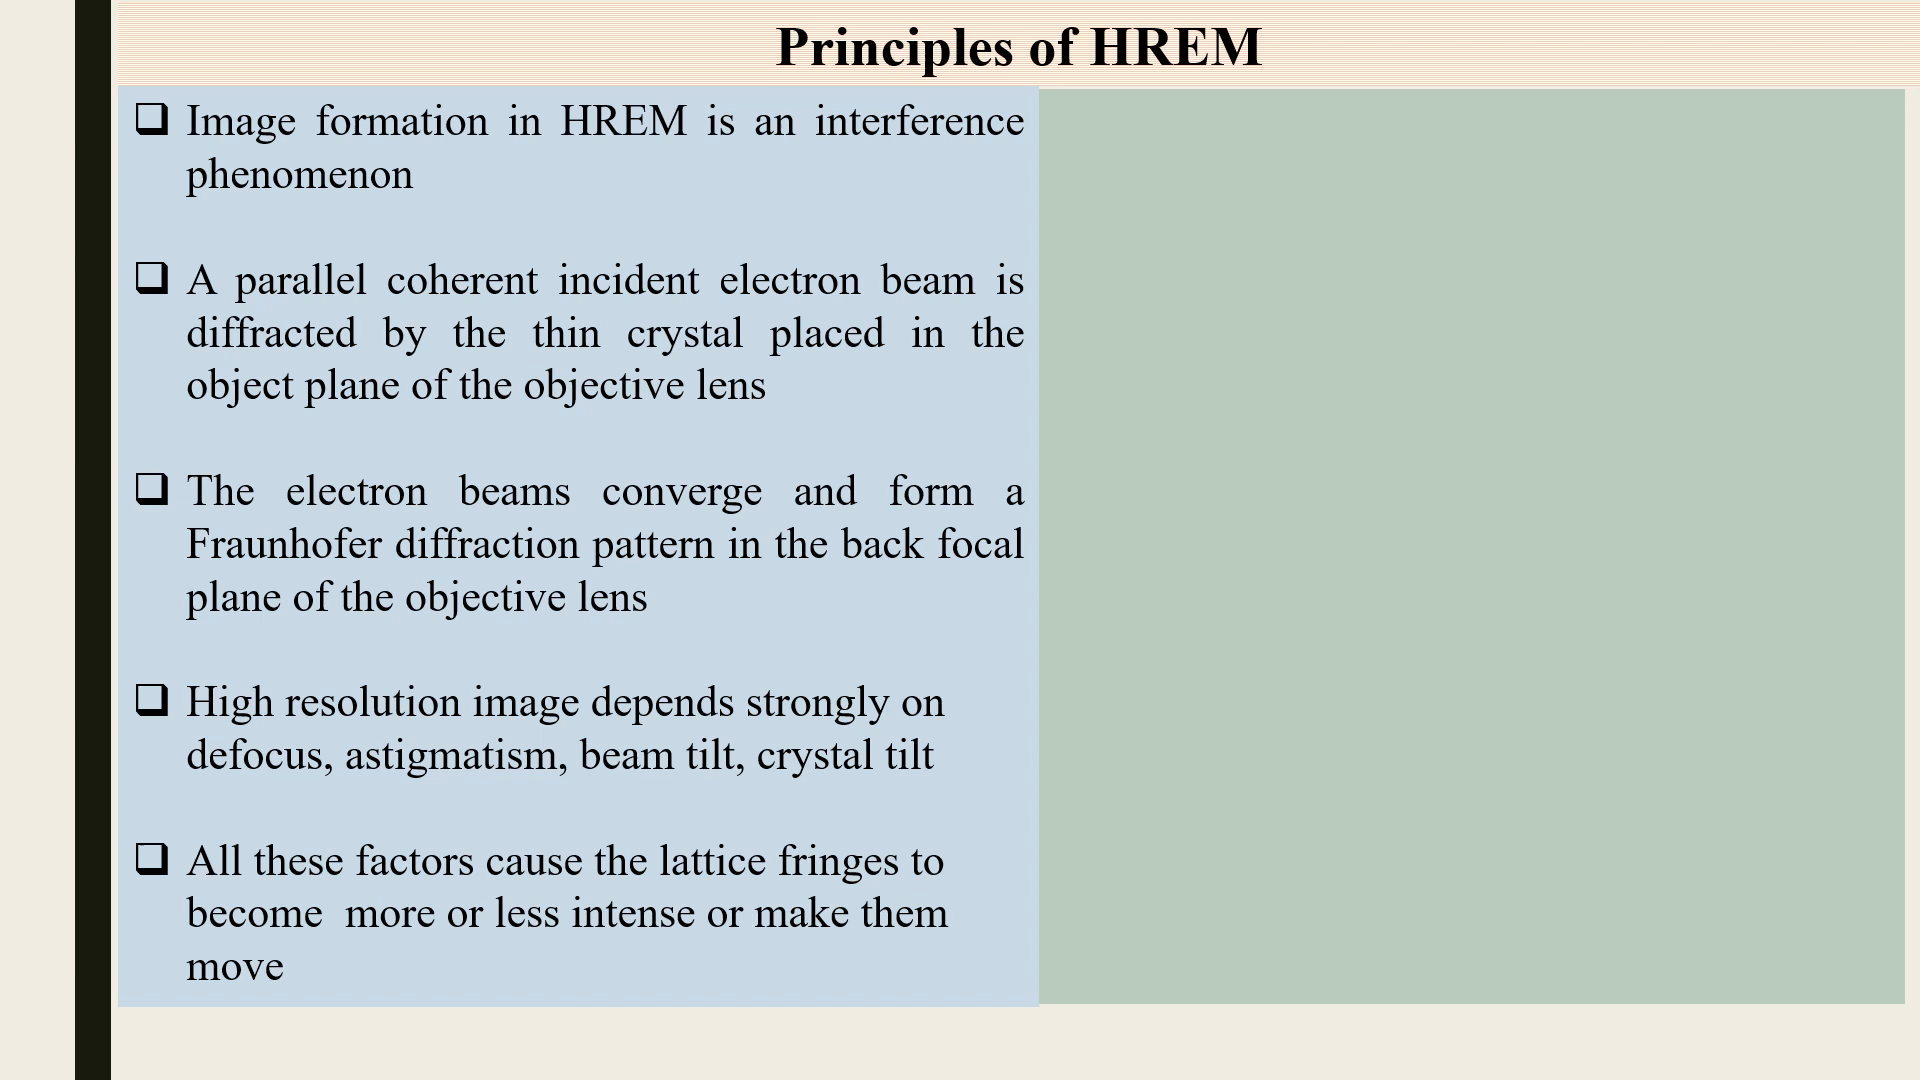 Principles of HREM
❑ Image formation in HREM is an interference
phenomenon
❑ A parallel coherent incident electron beam is
diffracted by the thin crystal placed in the
object plane of the objective lens
❑ The electron beams converge and form a
Fraunhofer diffraction pattern in the back focal
plane of the objective lens
❑ High resolution image depends strongly on
defocus, astigmatism, beam tilt, crystal tilt
❑ All these factors cause the lattice fringes to
become  more or less intense or make them
move